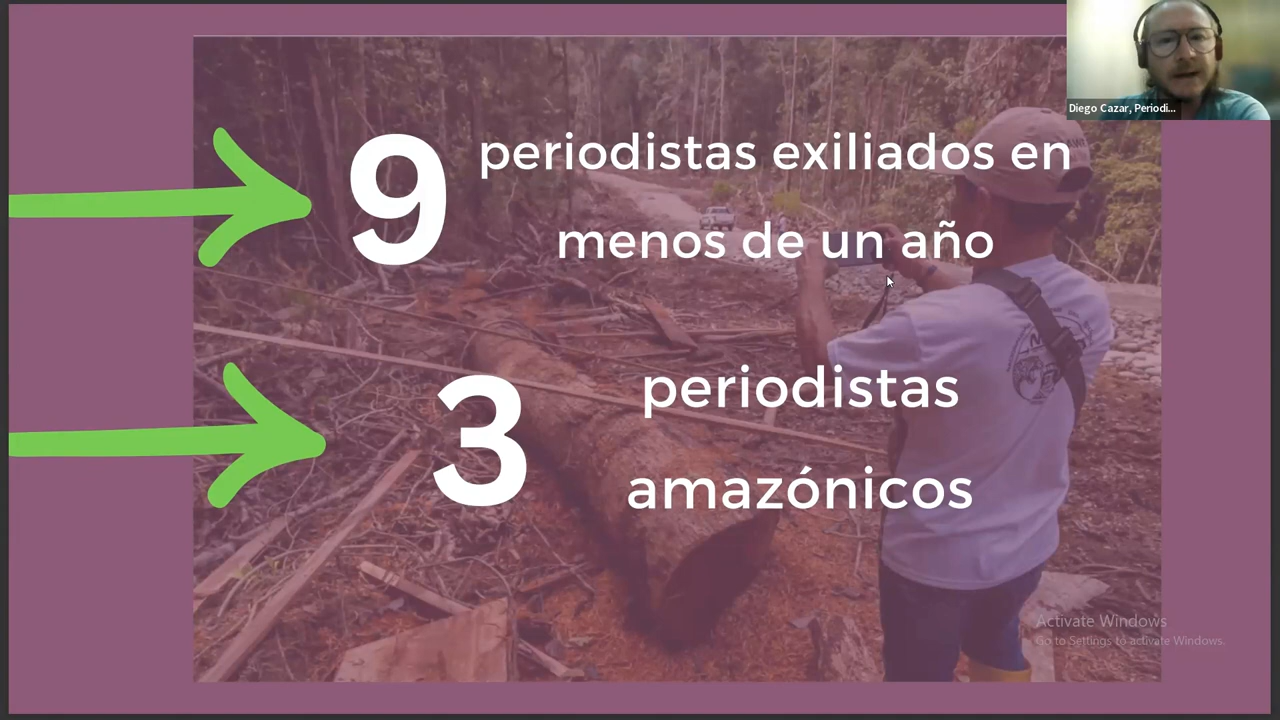 9
periodistas exiliados en
menos de un año
3
periodistas
amazónicos
Diego Cazar, Periodi...
Activate Windows
Go to Settings to activate Windows.